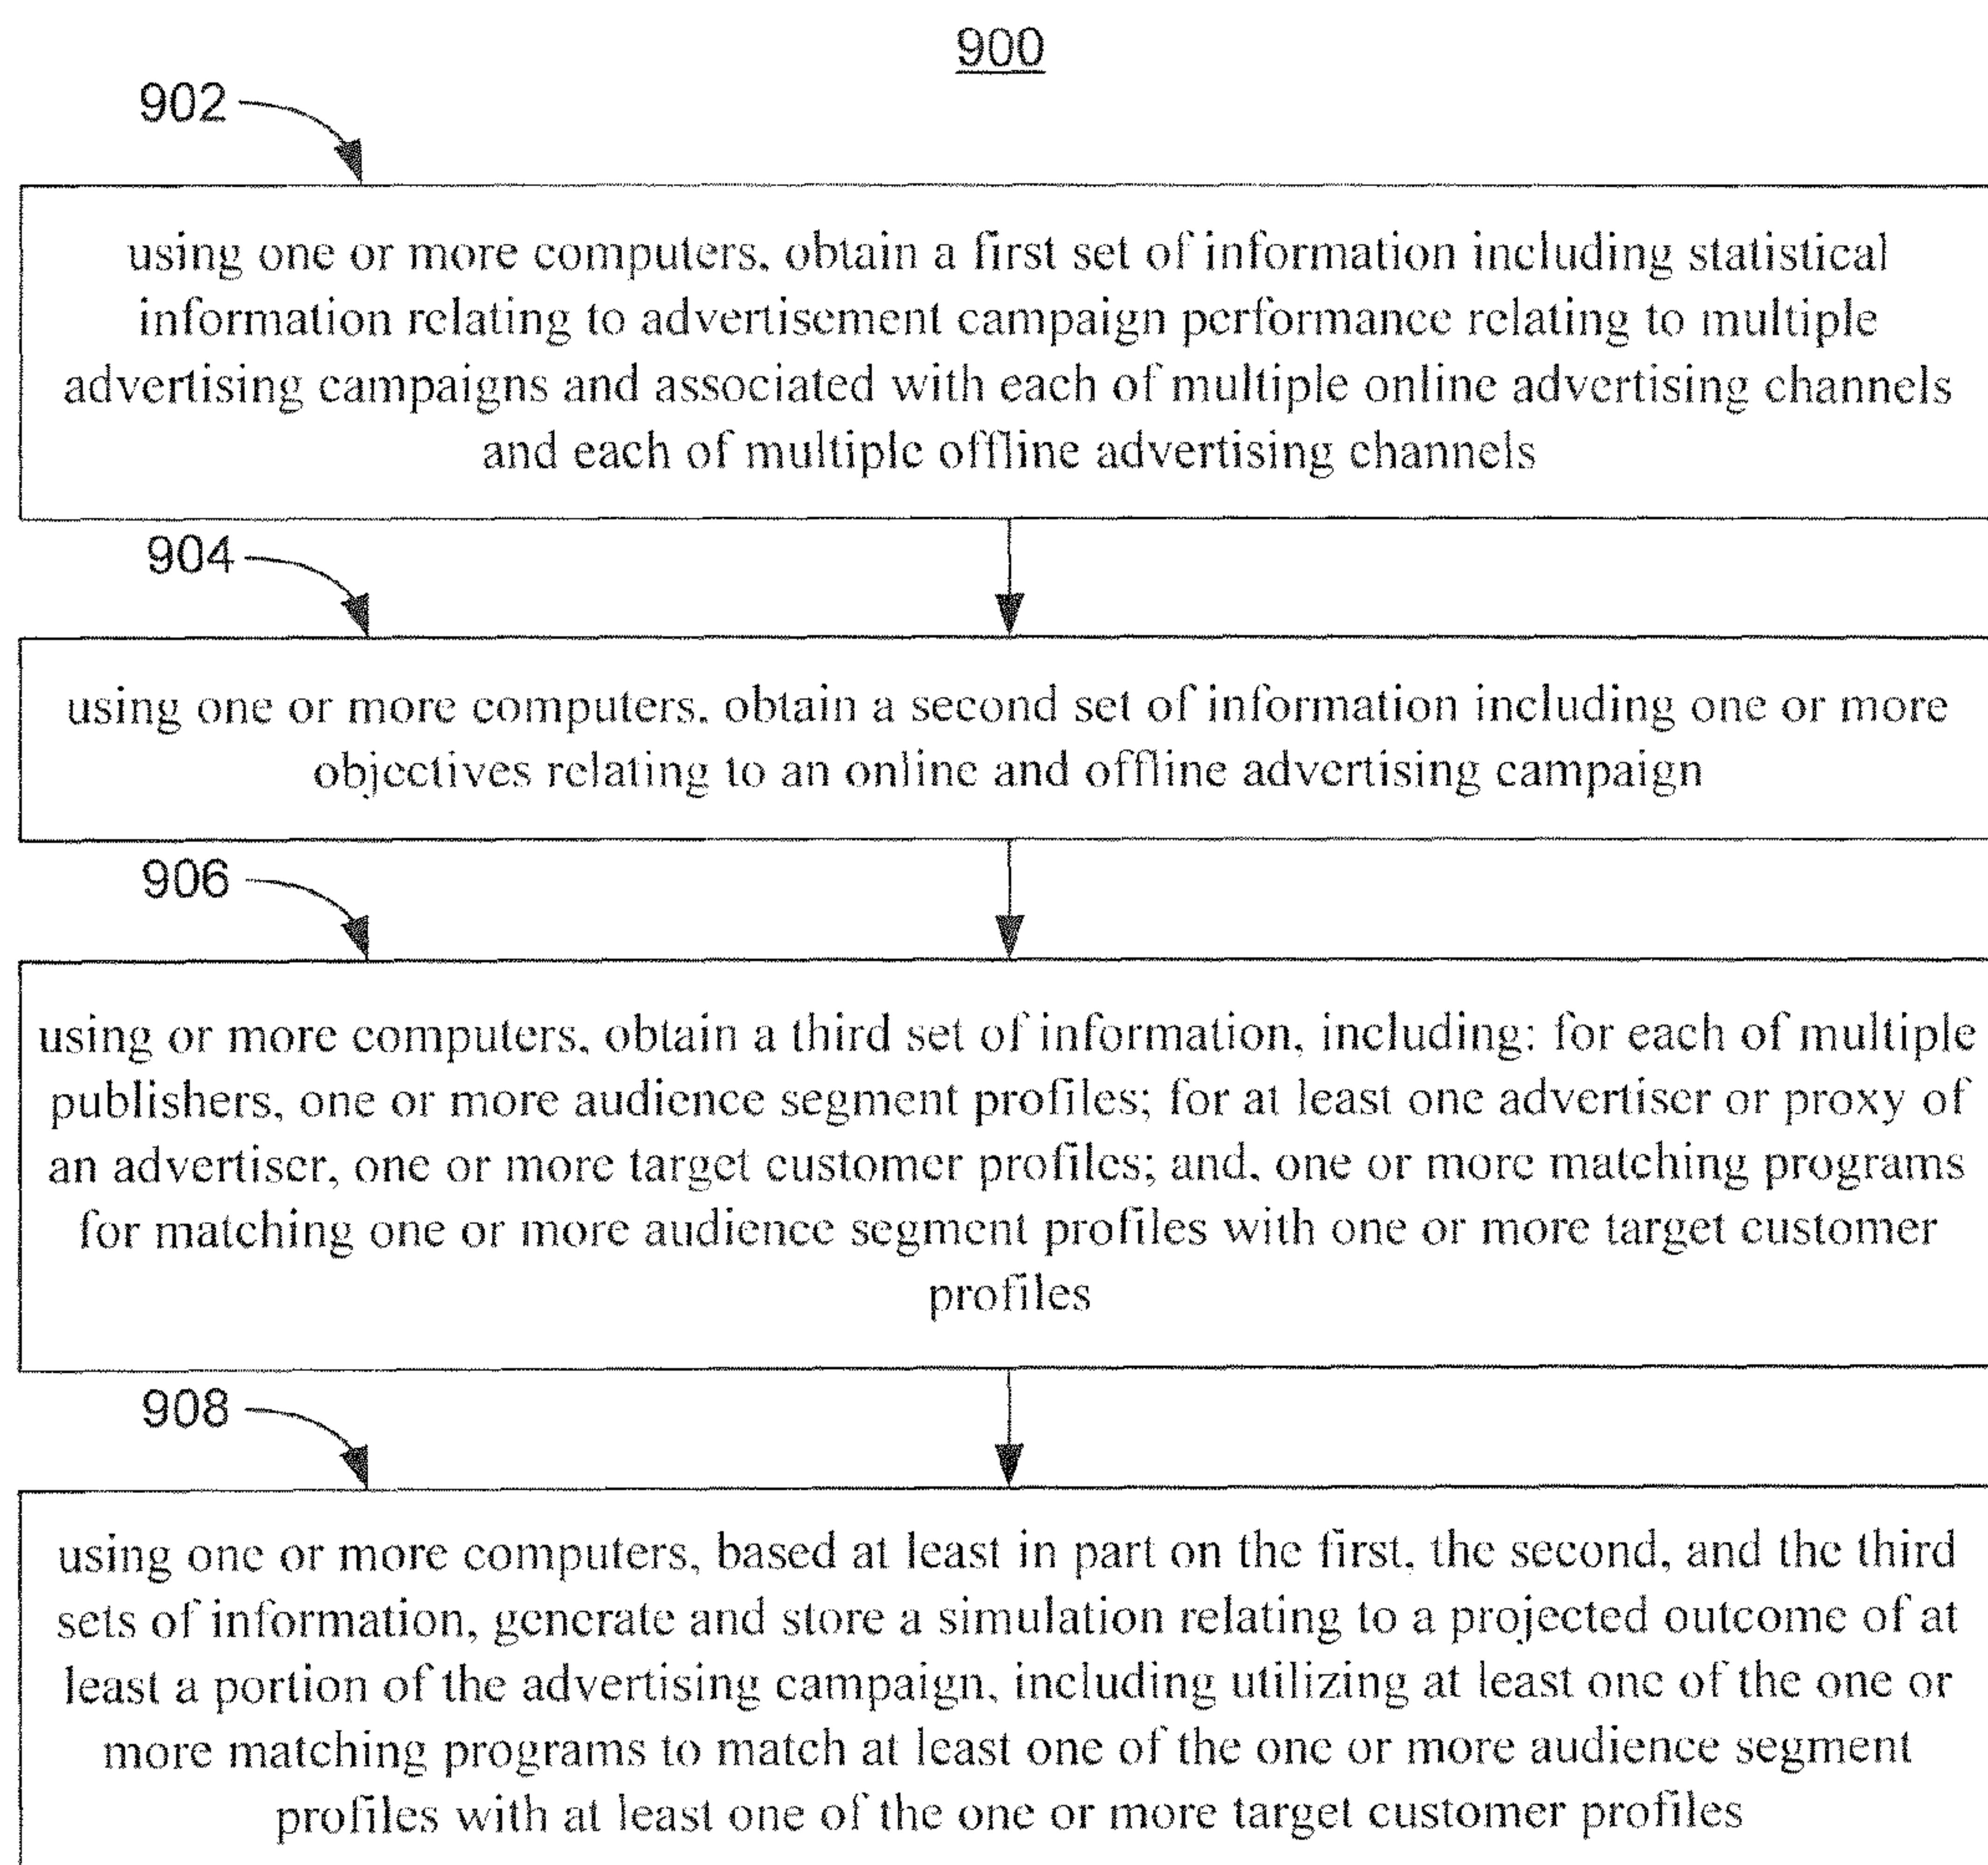 900
902
using one or more computers, obtain a first set of information including statistical
information relating to advertisement campaign performance relating to multiple
advertising campaigns and associated with each of multiple online advertising channels
and each of multiple offline advertising channels
904
using one or more computers, obtain a second set of information including one or more
objectives relating to an online and offline advertising campaign
906
using or more computers, obtain a third set of information, including: for each of multiple
publishers, one or more audience segment profiles; for at least one advertiser or proxy of
an advertiser, one or more target customer profiles; and, one or more matching programs
for matching one or more audience segment profiles with one or more target customer
profiles
908
using one or more computers, based at least in part on the first, the second, and the third
sets of information, generate and store a simulation relating to a projected outcome of at
least a portion of the advertising campaign, including utilizing at least one of the one or
more matching programs to match at least one of the one or more audience segment
profiles with at least one of the one or more target customer profiles